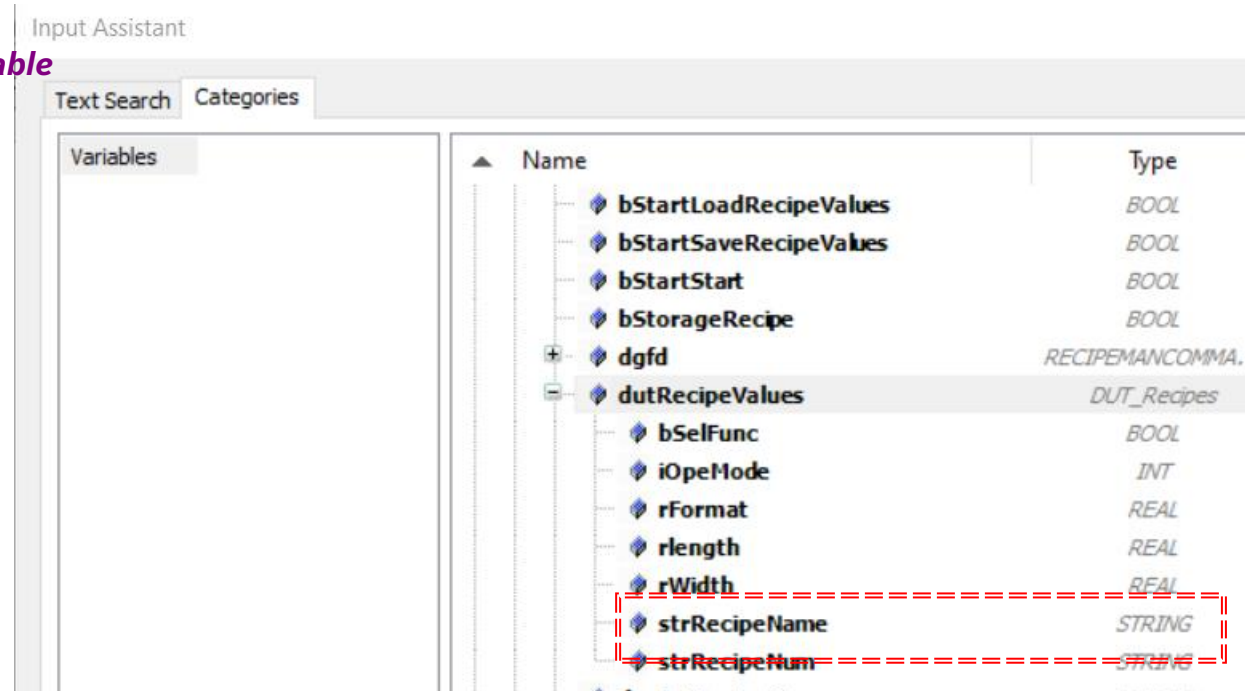 Input Assistant
able
Text Search Categories
Variables
Name Type
bStartLoadRecipeValues BOOL
bStartSaveRecipeValues BOOL
bStartStart BOOL
bStorageRecipe BOOL
dgfd RECIPEMANCOMMA.
dutRecipeValues DUT_Recipes
bSelFunc BOOL
iOpeMode INT
rFormat REAL
rlength REAL
rWidth REAL
strRecipeName STRING
strRecipeNum STRING